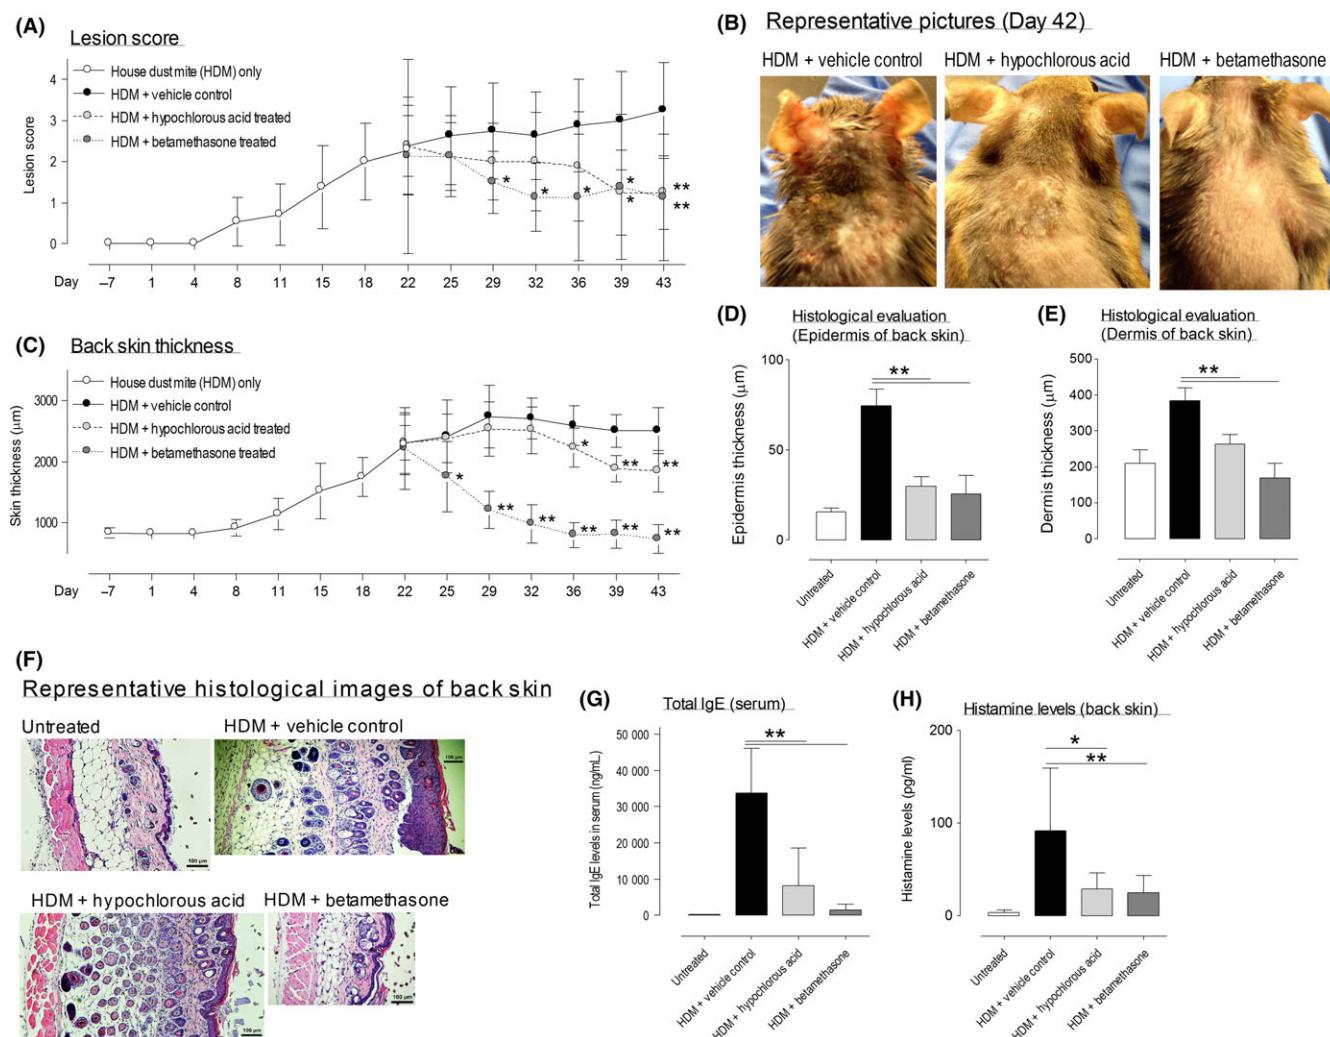 (A) Lesion score
House dust mite (HDM) only
HDM + vehicle control
HDM + hypochlorous acid treated
HDM + betamethasone treated
Lesion score
4
3
2
1
0
* * * * * ** **
Day –7 1 4 8 11 15 18 22 25 29 32 36 39 43
(B) Representative pictures (Day 42)
HDM + vehicle control HDM + hypochlorous acid HDM + betamethasone
(C) Back skin thickness
House dust mite (HDM) only
HDM + vehicle control
HDM + hypochlorous acid treated
HDM + betamethasone treated
Skin thickness (μm)
3000
2000
1000
* ** **
* ** ** ** ** **
Day –7 1 4 8 11 15 18 22 25 29 32 36 39 43
(D) Histological evaluation
(Epidermis of back skin)
Epidermis thickness (μm)
100
50
0
**
Untreated
HDM + vehicle control
HDM + hypochlorous acid
HDM + betamethasone
(E) Histological evaluation
(Dermis of back skin)
Dermis thickness (μm)
500
400
300
200
100
0
**
Untreated
HDM + vehicle control
HDM + hypochlorous acid
HDM + betamethasone
(F)
Representative histological images of back skin
Untreated HDM + vehicle control
100 μm
100 μm
HDM + hypochlorous acid HDM + betamethasone
100 μm
100 μm
(G) Total IgE (serum)
Total IgE levels in serum (ng/mL)
50 000
40 000
30 000
20 000
10 000
0
**
Untreated
HDM + vehicle control
HDM + hypochlorous acid
HDM + betamethasone
(H) Histamine levels (back skin)
Histamine levels (pg/ml)
200
100
0
*
**
Untreated
HDM + vehicle control
HDM + hypochlorous acid
HDM + betamethasone